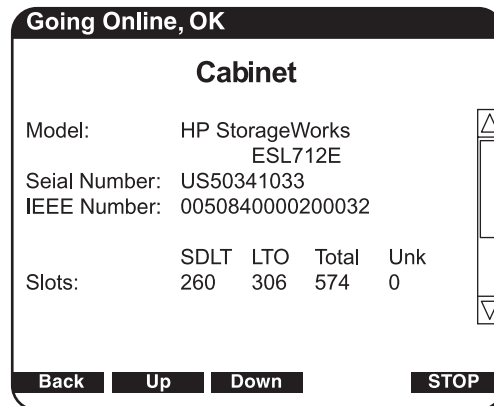 Going Online, OK
Cabinet
Model: HP StorageWorks
ESL712E
Seial Number: US50341033
IEEE Number: 0050840000200032
SDLT LTO Total Unk
Slots: 260 306 574 0
Back Up Down STOP